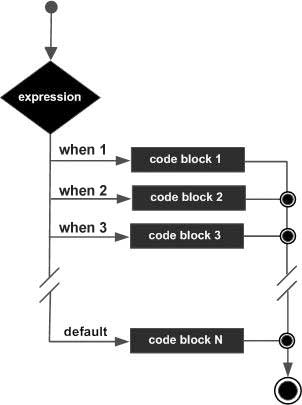 expression
when 1
code block 1
when 2
code block 2
when 3
code block 3
default
code block N